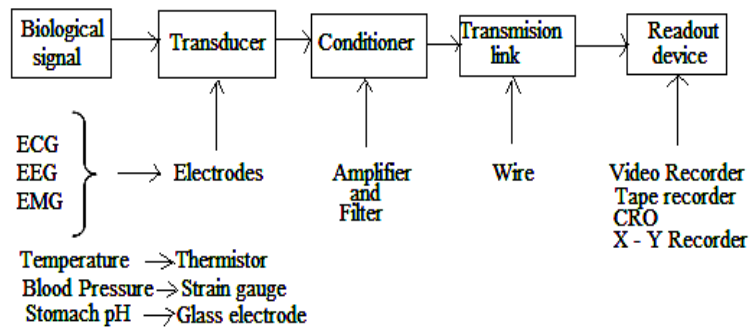 Biological
signal
Transducer
Conditioner
Transmision
link
Readout
device
ECG
EEG
EMG
Electrodes
Amplifier
and
Filter
Wire
Video Recorder
Tape recorder
CRO
X - Y Recorder
Temperature
Thermistor
Blood Pressure
Strain gauge
Stomach pH
Glass electrode